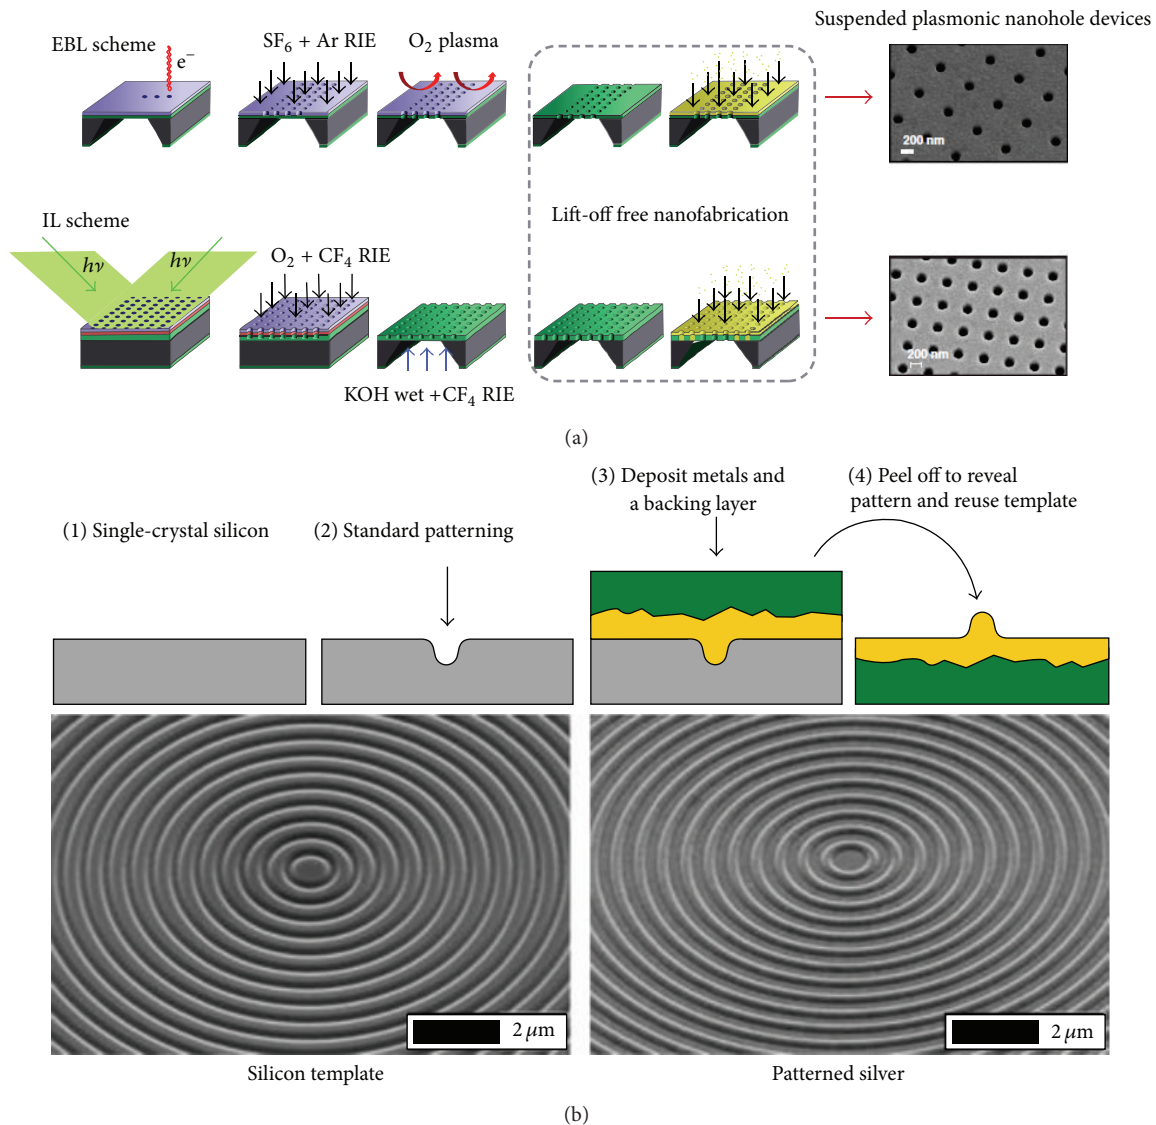 Suspended plasmonic nanohole devices
EBL scheme
e⁻
SF₆ + Ar RIE
O₂ plasma
200 nm
IL scheme
hν
hν
O₂ + CF₄ RIE
KOH wet +CF₄ RIE
Lift-off free nanofabrication
200 nm
(a)
(1) Single-crystal silicon
(2) Standard patterning
(3) Deposit metals and
a backing layer
(4) Peel off to reveal
pattern and reuse template
2 μm
2 μm
Silicon template
Patterned silver
(b)